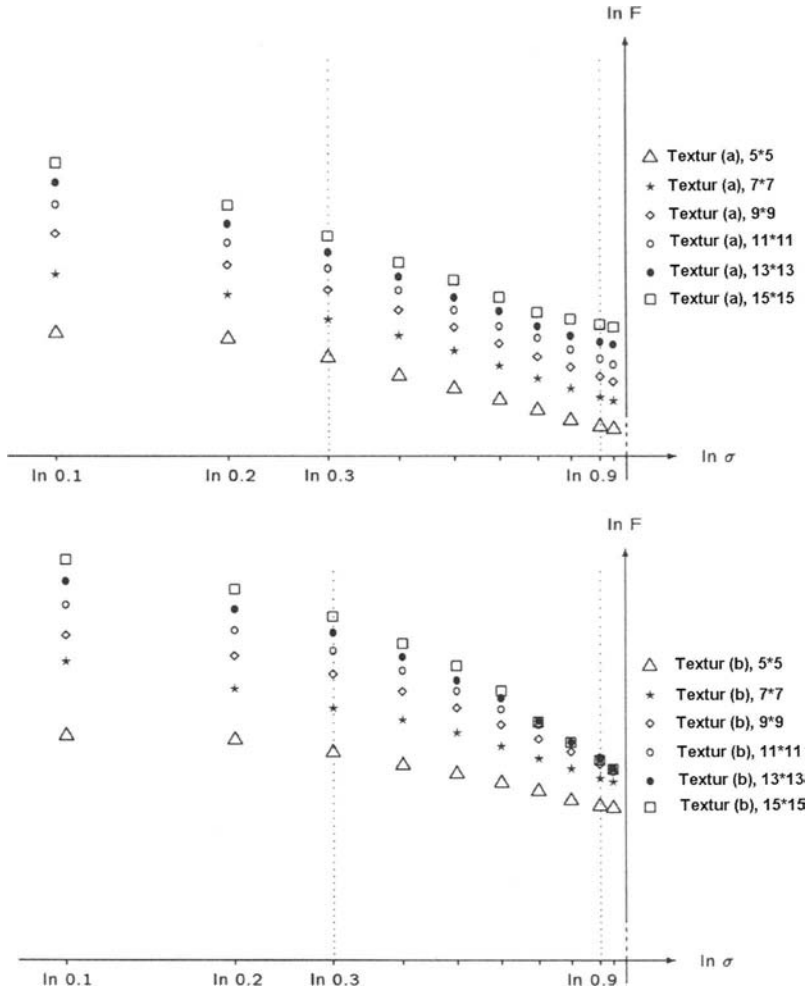 ln F
Textur (a), 5*5
Textur (a), 7*7
Textur (a), 9*9
Textur (a), 11*11
Textur (a), 13*13
Textur (a), 15*15
ln 0.1 ln 0.2 ln 0.3 ln 0.9 ln σ
ln F
Textur (b), 5*5
Textur (b), 7*7
Textur (b), 9*9
Textur (b), 11*11
Textur (b), 13*13
Textur (b), 15*15
ln 0.1 ln 0.2 ln 0.3 ln 0.9 ln σ